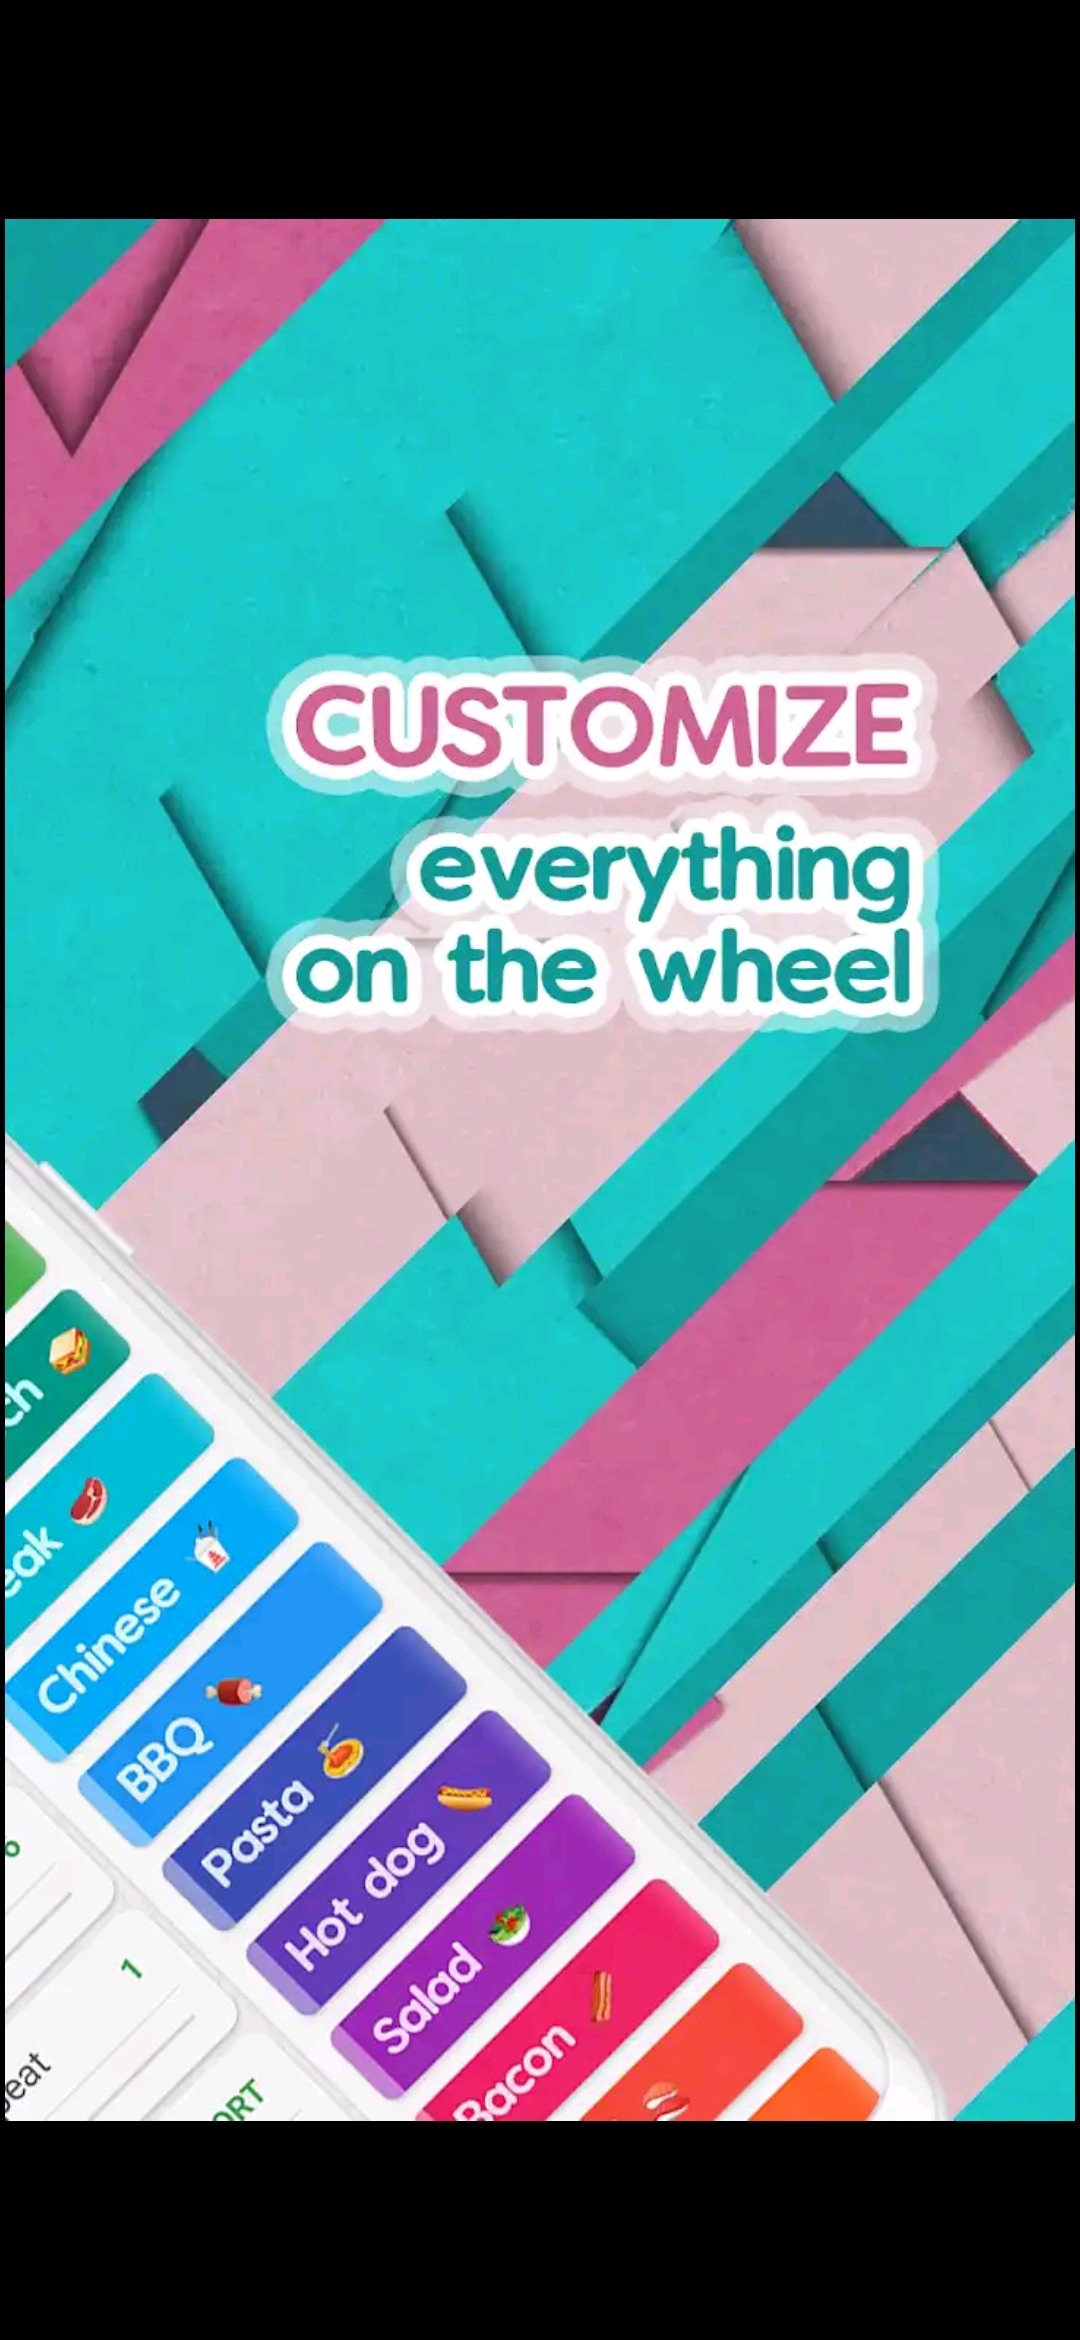 CUSTOMIZE
everything
on the wheel
ch
eak
Chinese
BBQ
Pasta
Hot dog
Salad
Bacon
1
peat
ORT